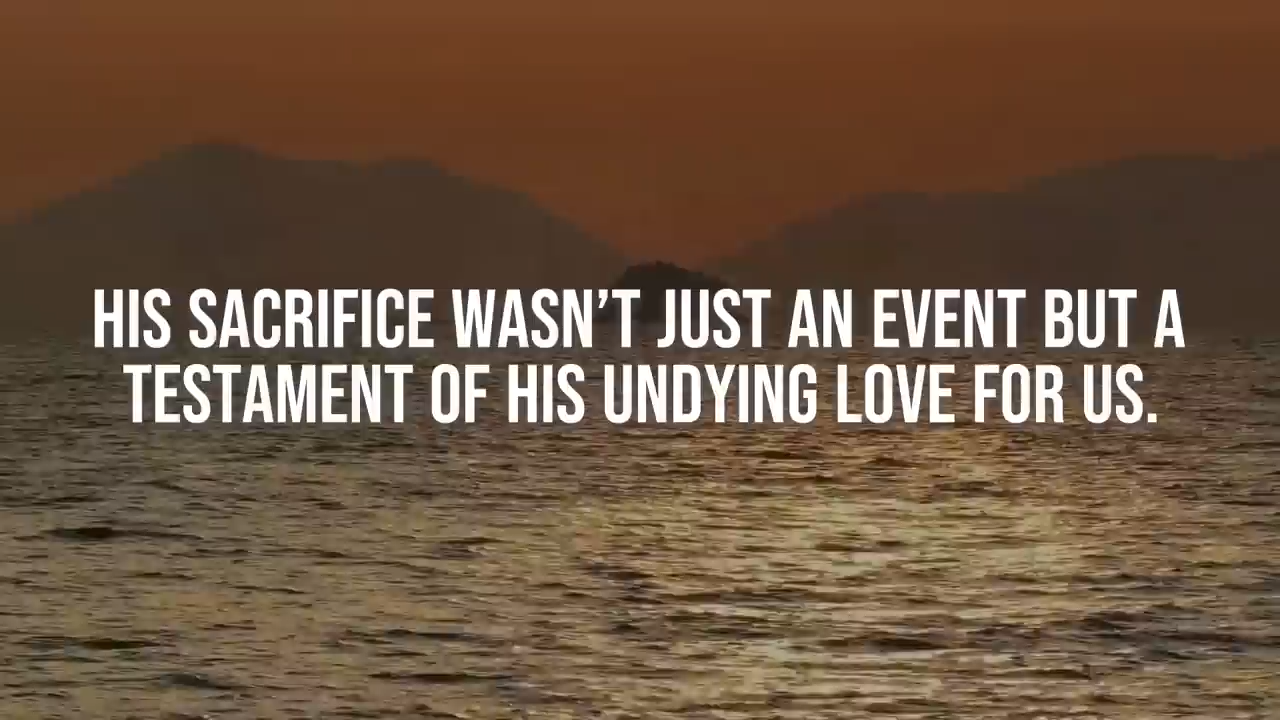 HIS SACRIFICE WASN’T JUST AN EVENT BUT A
TESTAMENT OF HIS UNDYING LOVE FOR US.